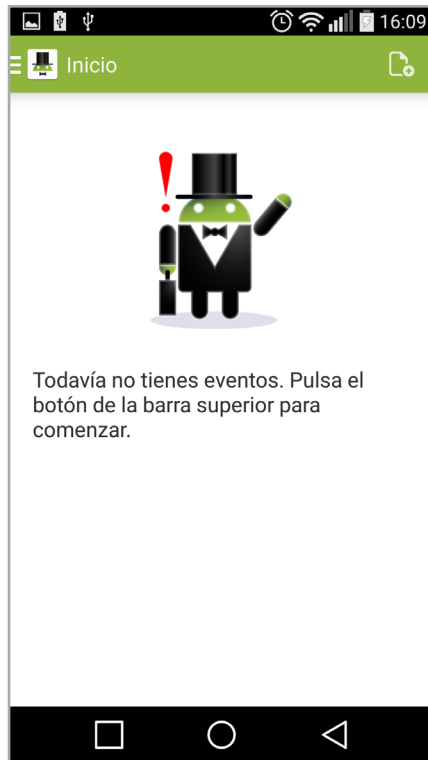 16:09
Inicio
Todavía no tienes eventos. Pulsa el
botón de la barra superior para
comenzar.